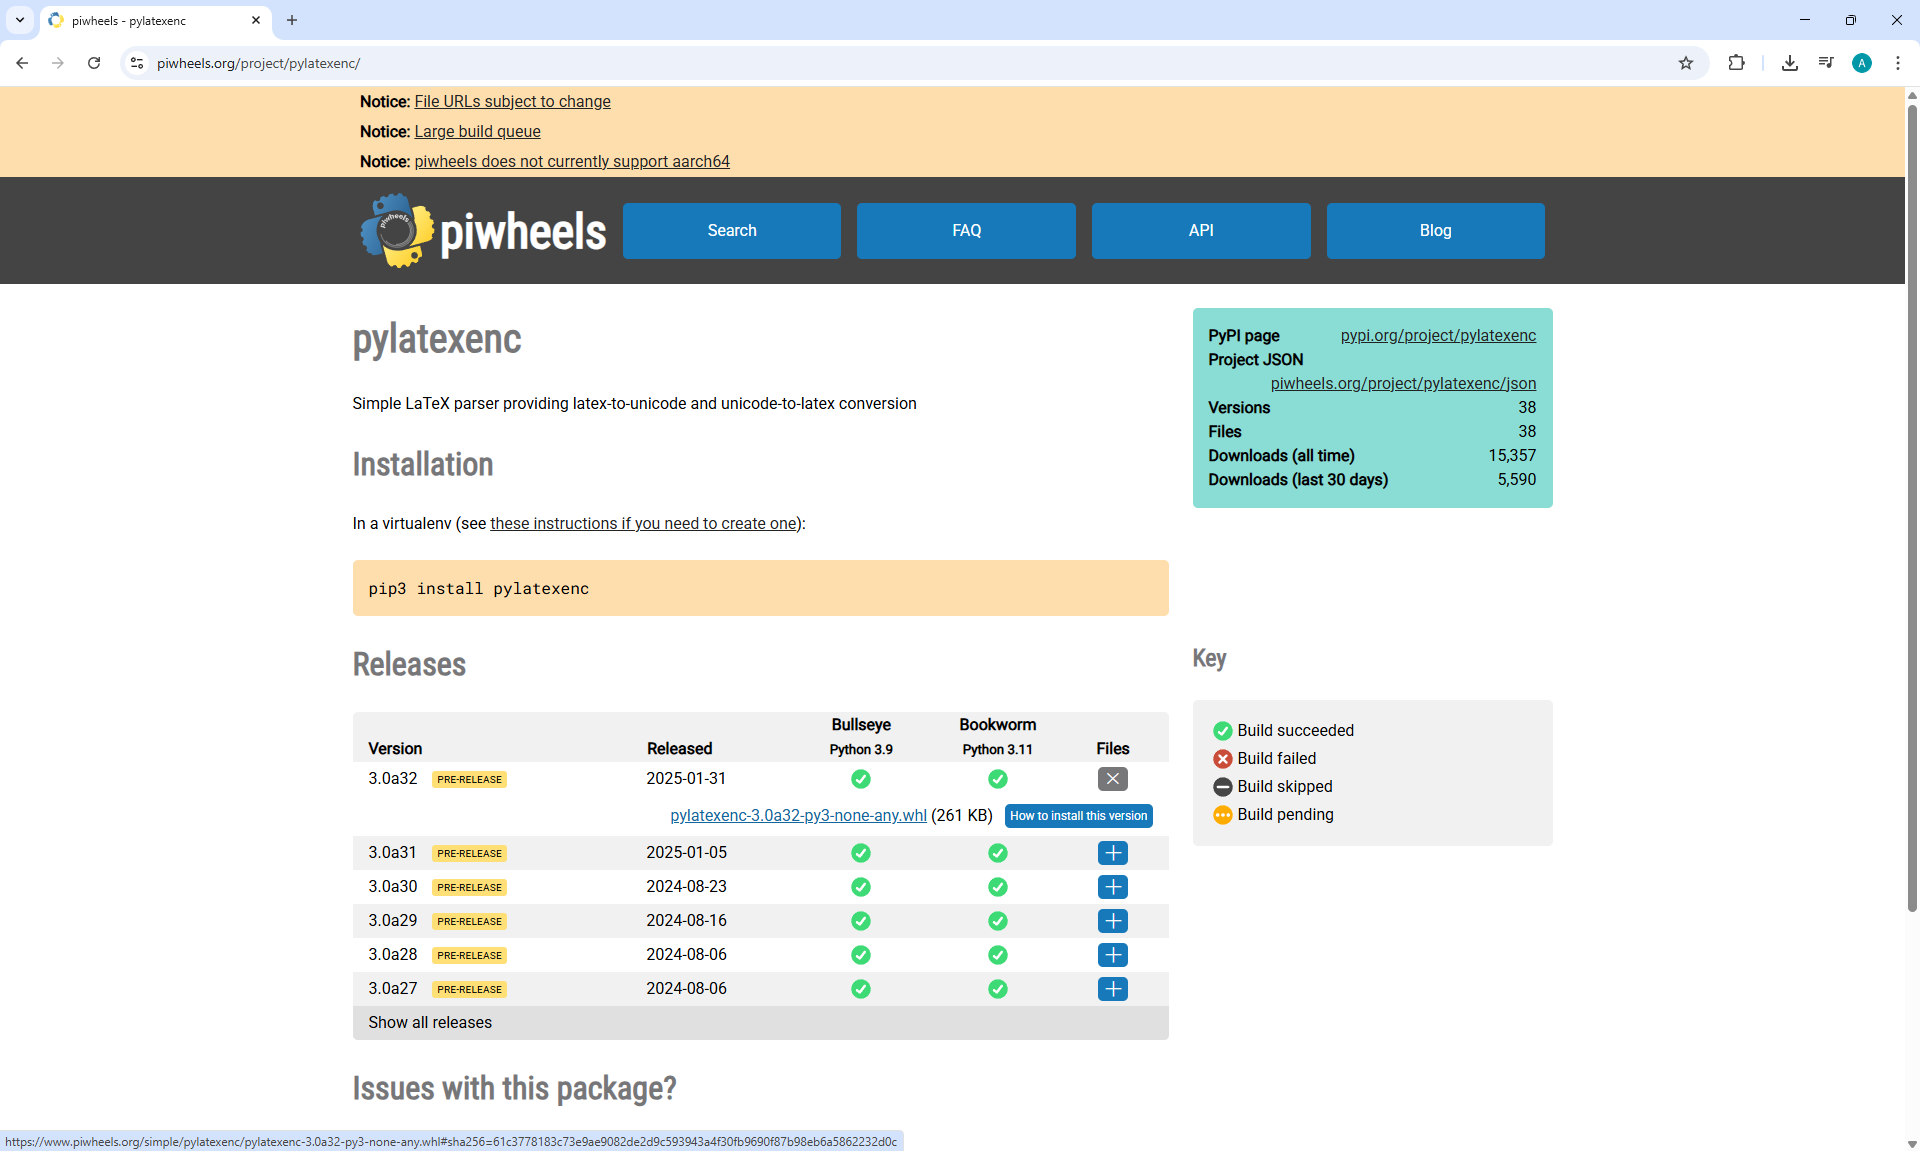 piwheels - pylatexenc
piwheels.org/project/pylatexenc/
A
Notice: File URLs subject to change
Notice: Large build queue
Notice: piwheels does not currently support aarch64
piwheels
piwheels
Search
FAQ
API
Blog
pylatexenc
Simple LaTeX parser providing latex-to-unicode and unicode-to-latex conversion
Installation
In a virtualenv (see these instructions if you need to create one):
pip3 install pylatexenc
PyPI page pypi.org/project/pylatexenc
Project JSON
piwheels.org/project/pylatexenc/json
Versions 38
Files 38
Downloads (all time) 15,357
Downloads (last 30 days) 5,590
Releases
Bullseye Bookworm
Version Released Python 3.9 Python 3.11 Files
3.0a32 PRE-RELEASE 2025-01-31
pylatexenc-3.0a32-py3-none-any.whl (261 KB) How to install this version
3.0a31 PRE-RELEASE 2025-01-05
3.0a30 PRE-RELEASE 2024-08-23
3.0a29 PRE-RELEASE 2024-08-16
3.0a28 PRE-RELEASE 2024-08-06
3.0a27 PRE-RELEASE 2024-08-06
Show all releases
Key
Build succeeded
Build failed
Build skipped
Build pending
Issues with this package?
https://www.piwheels.org/simple/pylatexenc/pylatexenc-3.0a32-py3-none-any.whl#sha256=61c3778183c73e9ae9082de2d9c593943a4f30fb9690f87b98eb6a5862232d0c